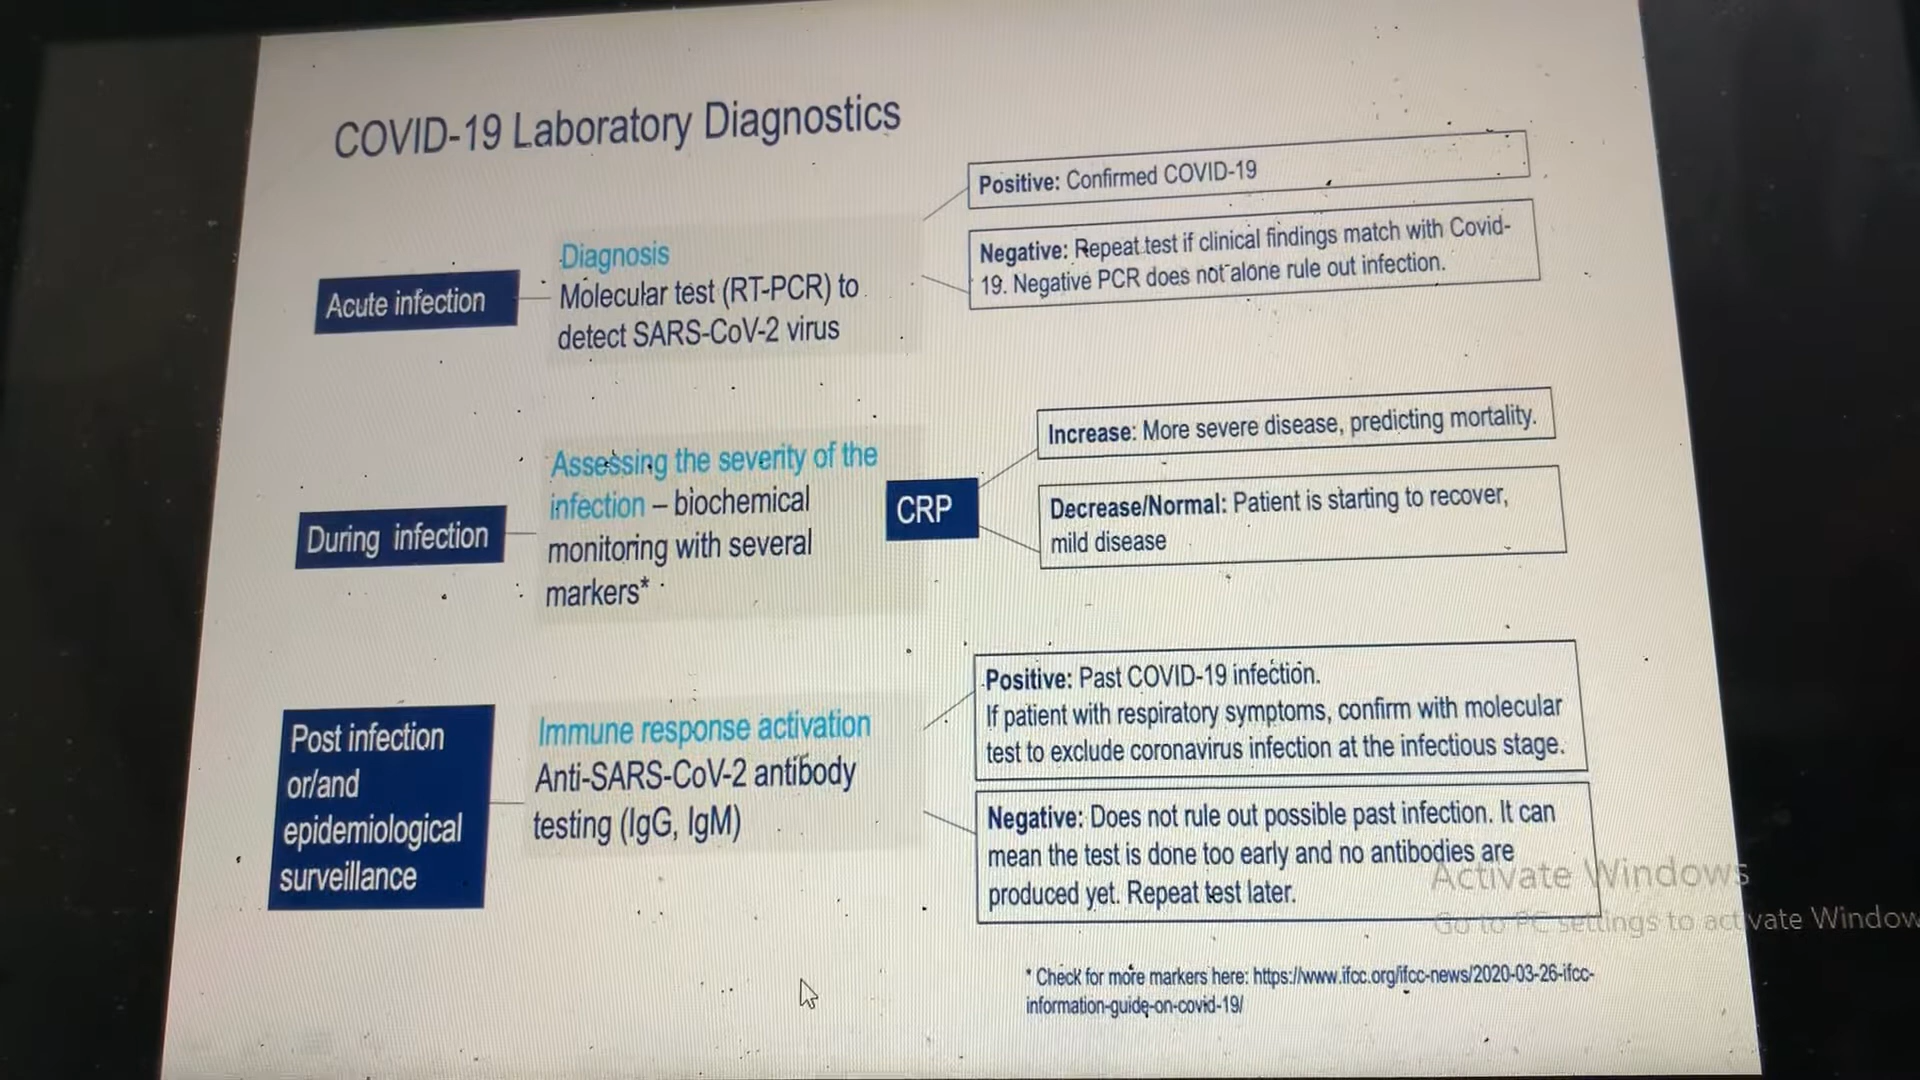 COVID-19 Laboratory Diagnostics
Acute infection
Diagnosis
Molecular test (RT-PCR) to
detect SARS-CoV-2 virus
Positive: Confirmed COVID-19
Negative: Repeat test if clinical findings match with Covid-
19. Negative PCR does not alone rule out infection.
During infection
Assessing the severity of the
infection – biochemical
monitoring with several
markers*
CRP
Increase: More severe disease, predicting mortality.
Decrease/Normal: Patient is starting to recover,
mild disease
Post infection
or/and
epidemiological
surveillance
Immune response activation
Anti-SARS-CoV-2 antibody
testing (IgG, IgM)
Positive: Past COVID-19 infection.
If patient with respiratory symptoms, confirm with molecular
test to exclude coronavirus infection at the infectious stage.
Negative: Does not rule out possible past infection. It can
mean the test is done too early and no antibodies are
produced yet. Repeat test later.
Activate Windows
Go to PC settings to activate Window
* Check for more markers here: https://www.ifcc.org/ifcc-news/2020-03-26-ifcc-
information-guide-on-covid-19/